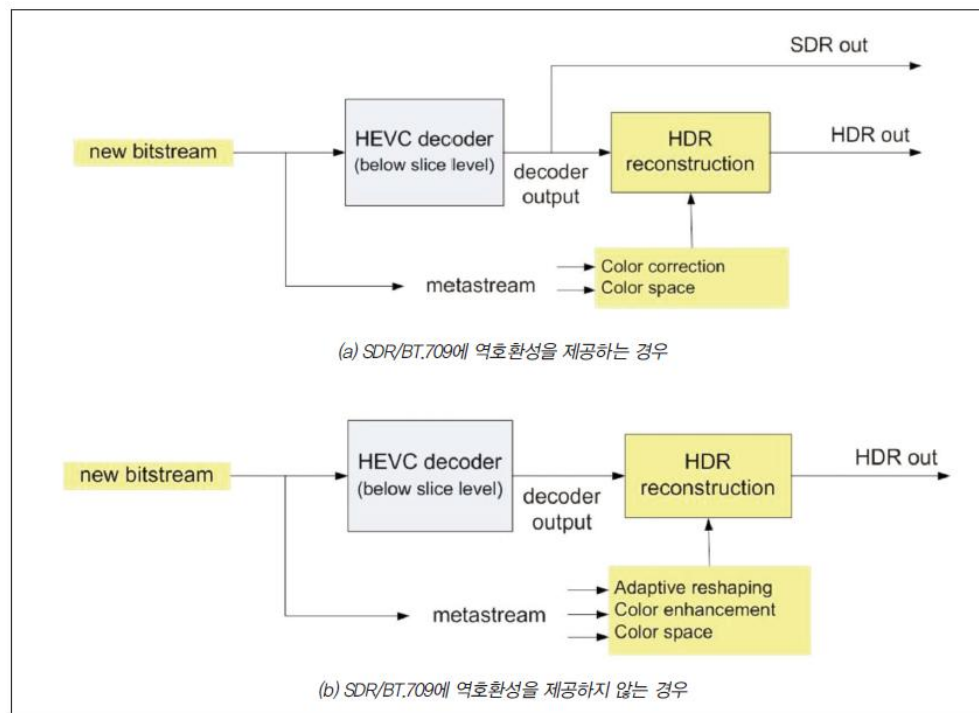 SDR out
HEVC decoder
(below slice level)
HDR
reconstruction
HDR out
new bitstream
decoder
output
metastream
Color correction
Color space
(a) SDR/BT.709에 역호환성을 제공하는 경우
HEVC decoder
(below slice level)
HDR
reconstruction
HDR out
new bitstream
decoder
output
metastream
Adaptive reshaping
Color enhancement
Color space
(b) SDR/BT.709에 역호환성을 제공하지 않는 경우